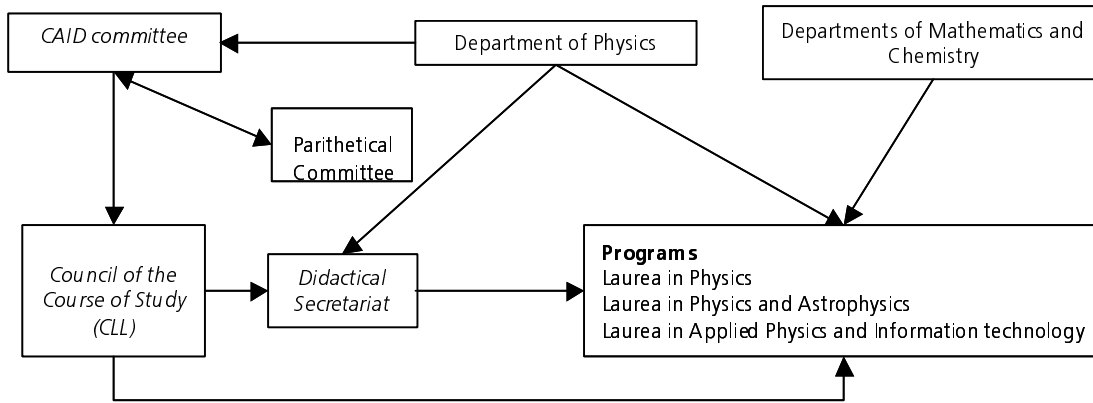 CAID committee
Department of Physics
Departments of Mathematics and
Chemistry
Parithetical
Committee
Council of the
Course of Study
(CLL)
Didactical
Secretariat
Programs
Laurea in Physics
Laurea in Physics and Astrophysics
Laurea in Applied Physics and Information technology